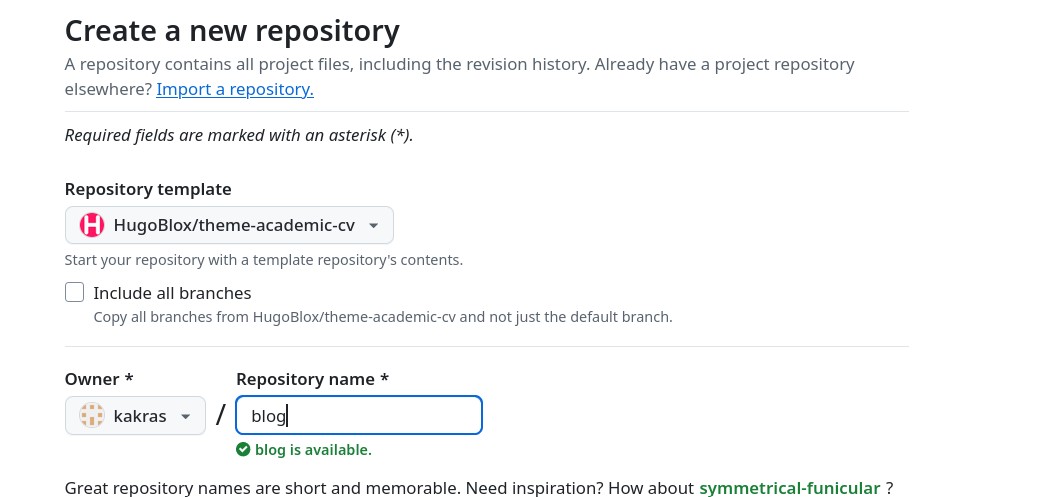 Create a new repository
A repository contains all project files, including the revision history. Already have a project repository
elsewhere? Import a repository.
Required fields are marked with an asterisk (*).
Repository template
H HugoBlox/theme-academic-cv
Start your repository with a template repository's contents.
Include all branches
Copy all branches from HugoBlox/theme-academic-cv and not just the default branch.
Owner * Repository name *
kakras / blog
blog is available.
Great repository names are short and memorable. Need inspiration? How about symmetrical-funicular ?